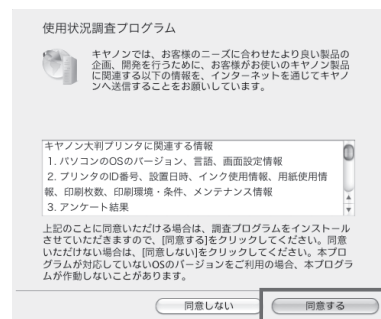 使用状況調査プログラム
キヤノンでは、お客様のニーズに合わせたより良い製品の
企画、開発を行うために、お客様がお使いのキヤノン製品
に関連する以下の情報を、インターネットを通じてキヤノ
ンへ送信することをお願いしています。
キヤノン大判プリンタに関連する情報
1. パソコンのOSのバージョン、言語、画面設定情報
2. プリンタのID番号、設置日時、インク使用情報、用紙使用情
報、印刷枚数、印刷環境・条件、メンテナンス情報
3. アンケート結果
上記のことに同意いただける場合は、調査プログラムをインストール
させていただきますので、[同意する]をクリックしてください。同意
いただけない場合は、[同意しない]をクリックしてください。本プロ
グラムが対応していないOSのバージョンをご利用の場合、本プログラ
ムが作動しないことがあります。
同意しない
同意する